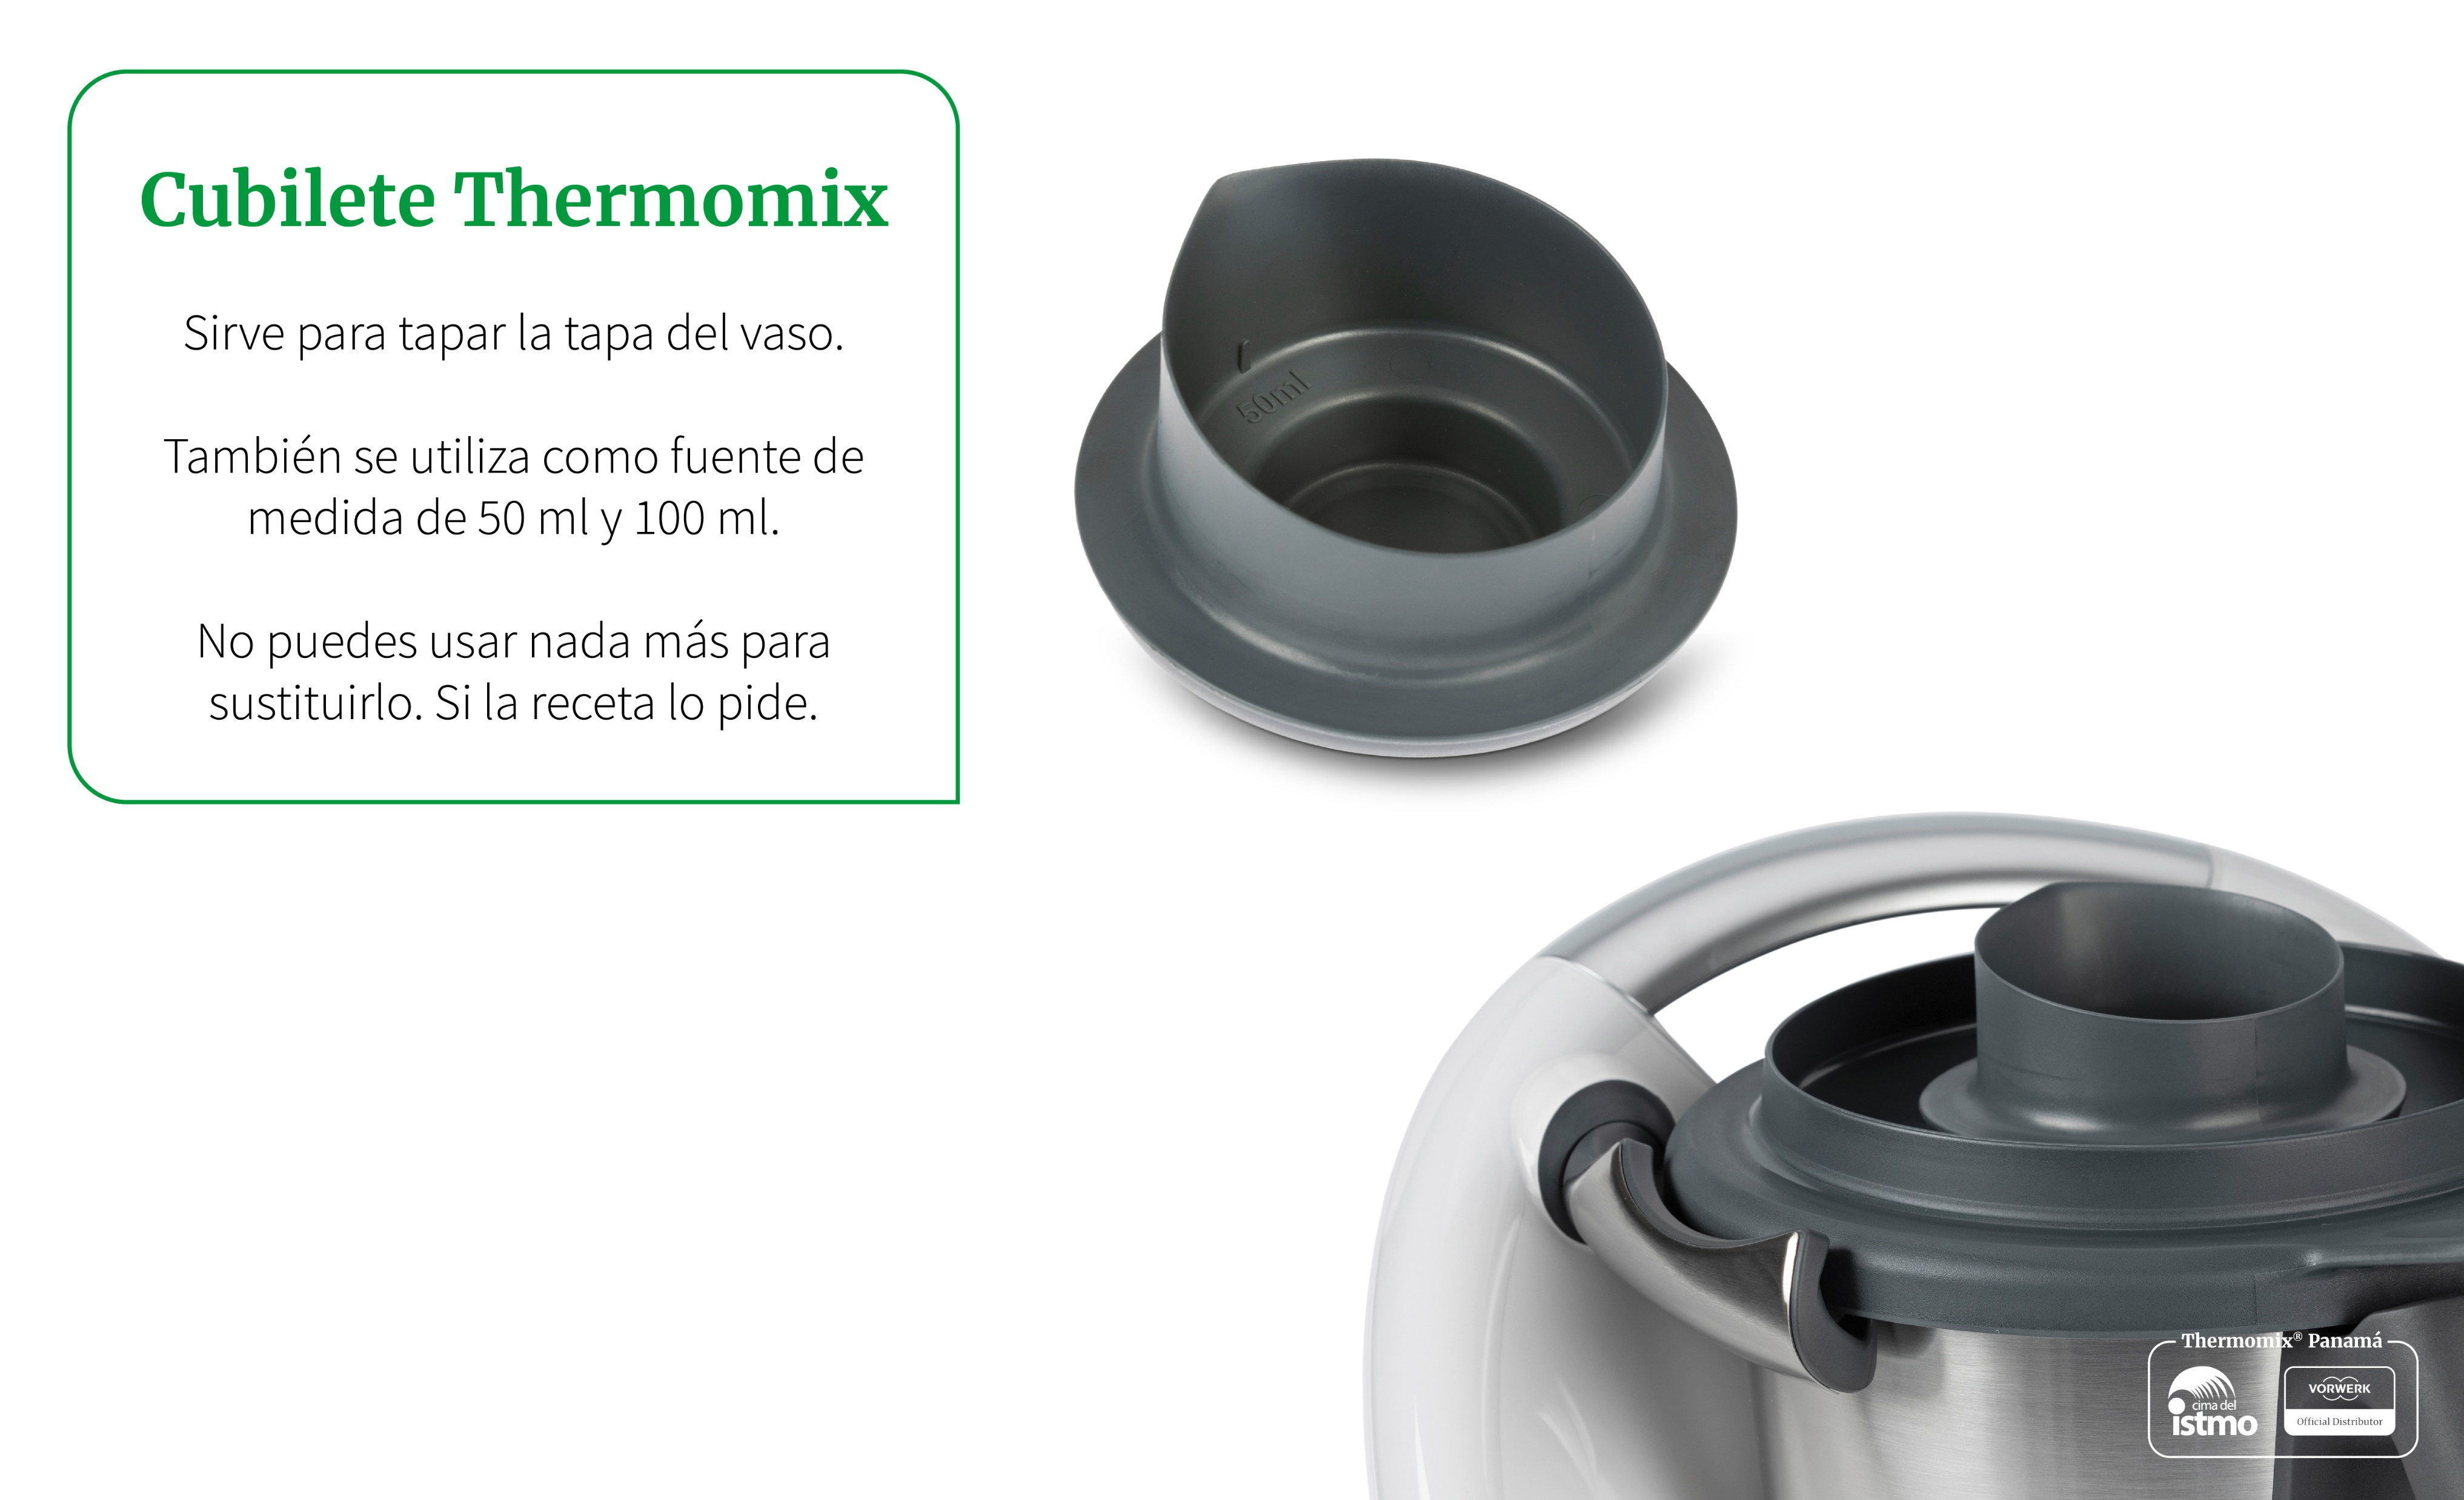 Cubilete Thermomix
Sirve para tapar la tapa del vaso.
También se utiliza como fuente de
medida de 50 ml y 100 ml.
No puedes usar nada más para
sustituirlo. Si la receta lo pide.
50ml
Thermomix® Panamá
cima del
istmo
VORWERK
Official Distributor